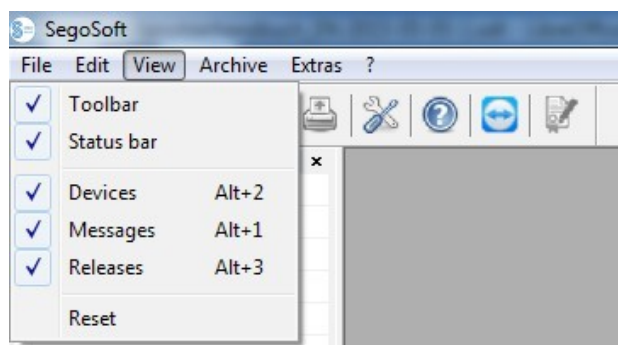 SegoSoft
File Edit View Archive Extras ?
Toolbar
Status bar
Devices Alt+2
Messages Alt+1
Releases Alt+3
Reset